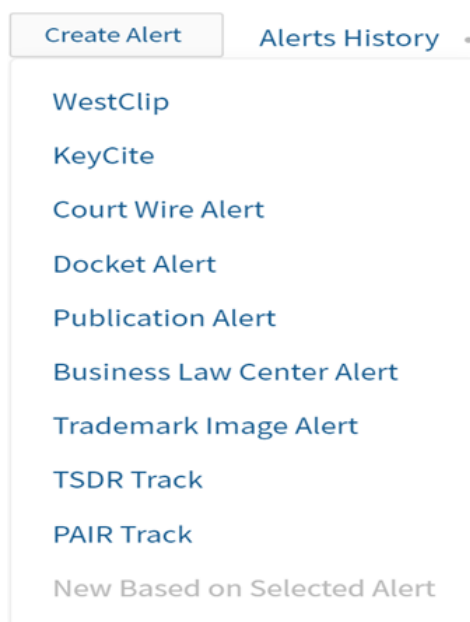 Create Alert Alerts History
WestClip
KeyCite
Court Wire Alert
Docket Alert
Publication Alert
Business Law Center Alert
Trademark Image Alert
TSDR Track
PAIR Track
New Based on Selected Alert